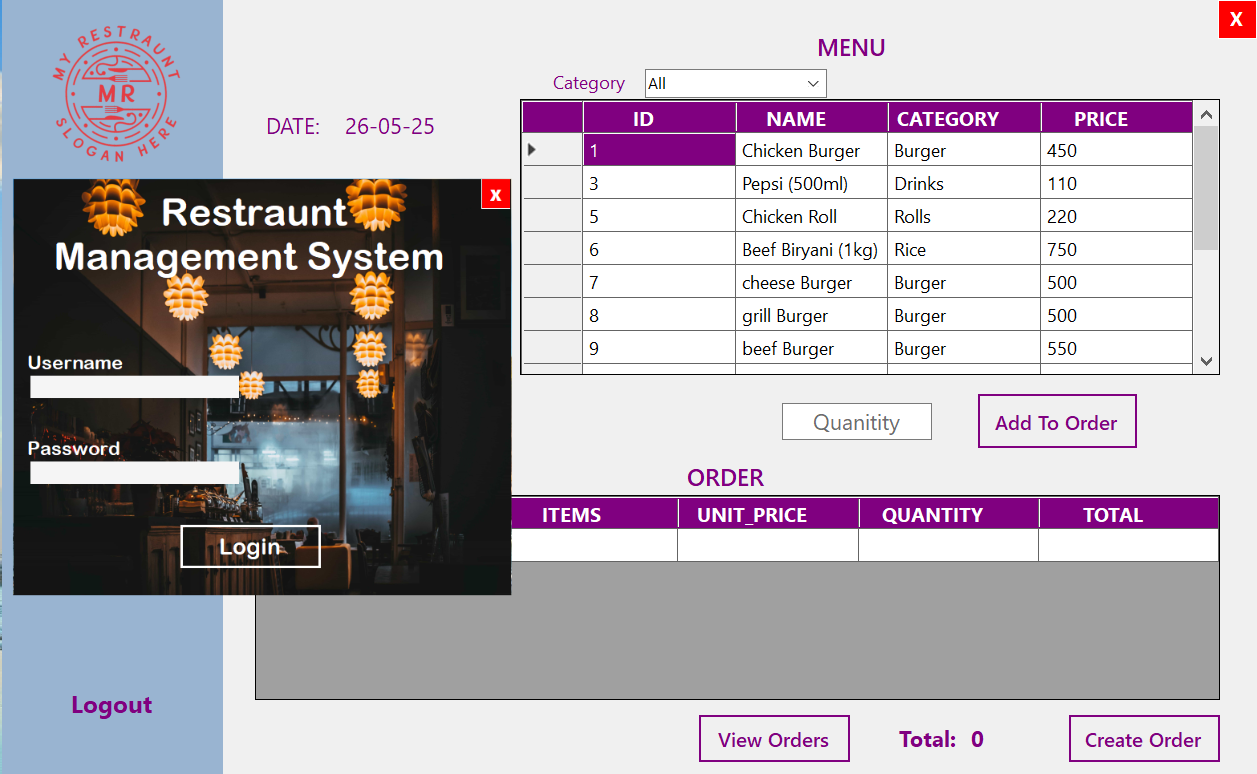 MY RESTRAUNT
MR
SLOGAN HERE
X
MENU
Category All
DATE: 26-05-25
ID NAME CATEGORY PRICE
1 Chicken Burger Burger 450
3 Pepsi (500ml) Drinks 110
5 Chicken Roll Rolls 220
6 Beef Biryani (1kg) Rice 750
7 cheese Burger Burger 500
8 grill Burger Burger 500
9 beef Burger Burger 550
Quanitity Add To Order
X
Restraunt
Management System
Username
Password
Login
ORDER
ITEMS UNIT_PRICE QUANTITY TOTAL
Logout
View Orders Total: 0 Create Order